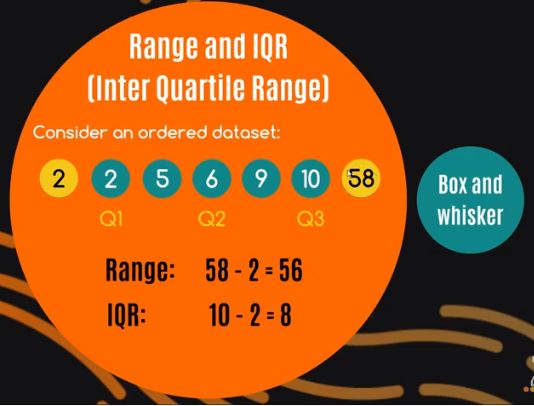 Range and IQR
(Inter Quartile Range)
Consider an ordered dataset:
2 2 5 6 9 10 58
Q1 Q2 Q3
Range: 58 - 2 = 56
IQR: 10 - 2 = 8
Box and
whisker